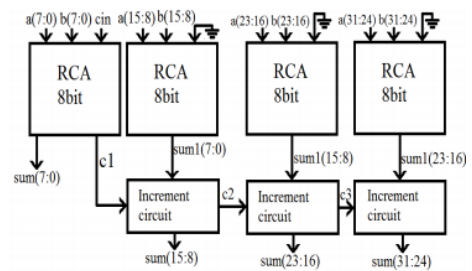 a(7:0) b(7:0) cin a(15:8) b(15:8) a(23:16) b(23:16) a(31:24) b(31:24)
RCA
8bit
RCA
8bit
RCA
8bit
RCA
8bit
sum(7:0)
c1
sum1(7:0)
sum1(15:8)
sum1(23:16)
Increment
circuit
c2
Increment
circuit
c3
Increment
circuit
sum(15:8)
sum(23:16)
sum(31:24)